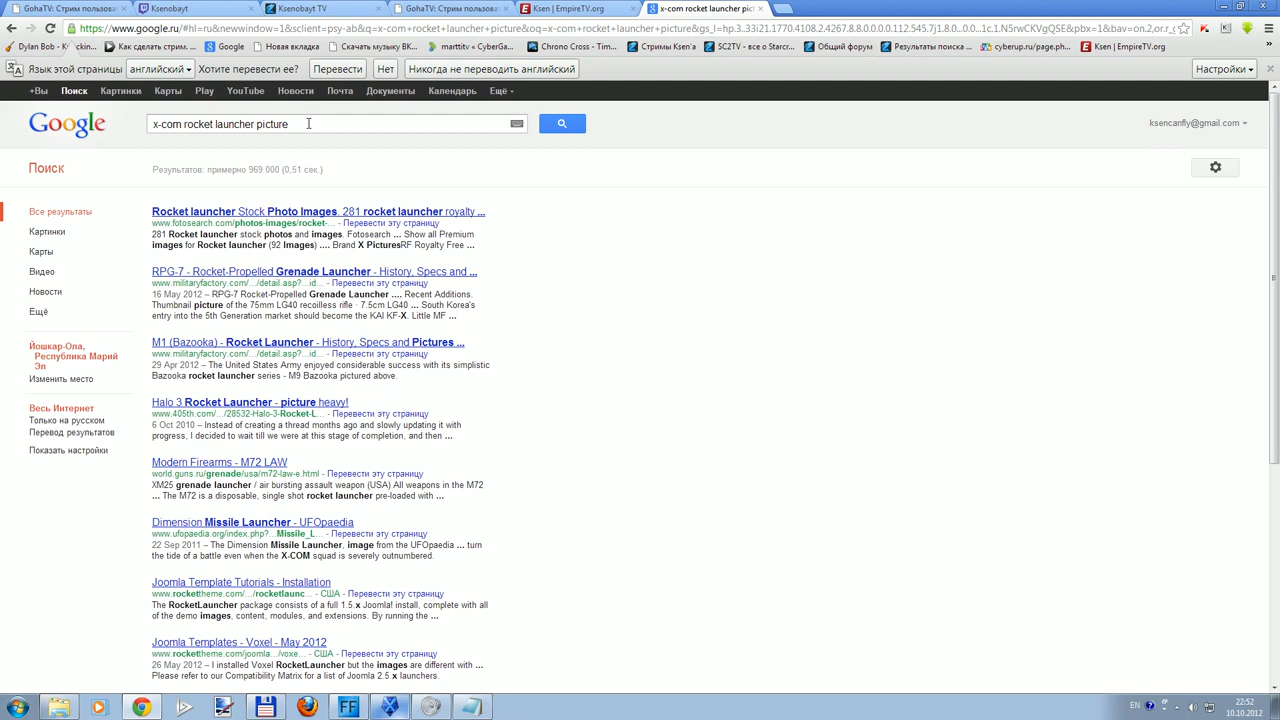 GohaTV: Стрим пользоват
Ksenobayt
Ksenobayt TV
GohaTV: Стрим пользоват
Ksen | EmpireTV.org
x-com rocket launcher pic
https://www.google.ru/#hl=ru&newwindow=1&sclient=psy-ab&q=x-com+rocket+launcher+picture&oq=x-com+rocket+launcher+picture&gs_l=hp.3.
Dylan Bob -
Как сделать стрим.
Google
Новая вкладка
Скачать музыку ВК
marttitv < CyberGa...
Chrono Cross - Tim...
Стримы Ksen'a
SC2TV - все о Starcr...
Общий форум
Результаты поиска ...
cyberup.ru/page.ph...
Ksen | EmpireTV.org
Язык этой страницы английский Хотите перевести ее? Перевести Нет Никогда не переводить английский Настройки
+Вы Поиск Картинки Карты Play YouTube Новости Почта Документы Календарь Ещё
Google x-com rocket launcher picture ksencanfly@gmail.com
Поиск Результатов: примерно 969 000 (0,51 сек.)
Все результаты
Картинки
Карты
Видео
Новости
Ещё
Йошкар-Ола,
Республика Марий
Эл
Изменить место
Весь Интернет
Только на русском
Перевод результатов
Показать настройки
Rocket launcher Stock Photo Images. 281 rocket launcher royalty ...
www.fotosearch.com/photos-images/rocket-... - Перевести эту страницу
281 Rocket launcher stock photos and images. Fotosearch ... Show all Premium
images for Rocket launcher (92 Images) .... Brand X PicturesRF Royalty Free ...
RPG-7 - Rocket-Propelled Grenade Launcher - History, Specs and ...
www.militaryfactory.com/.../detail.asp?...id... - Перевести эту страницу
16 May 2012 – RPG-7 Rocket-Propelled Grenade Launcher .... Recent Additions.
Thumbnail picture of the 75mm LG40 recoilless rifle · 7.5cm LG40 ... South Korea's
entry into the 5th Generation market should become the KAI KF-X. Little MF ...
M1 (Bazooka) - Rocket Launcher - History, Specs and Pictures ...
www.militaryfactory.com/.../detail.asp?...id... - Перевести эту страницу
29 Apr 2012 – The United States Army enjoyed considerable success with its simplistic
Bazooka rocket launcher series - M9 Bazooka pictured above.
Halo 3 Rocket Launcher - picture heavy!
www.405th.com/.../28532-Halo-3-Rocket-L... - Перевести эту страницу
6 Oct 2010 – Instead of creating a thread months ago and slowly updating it with
progress, I decided to wait till we were at this stage of completion, and then ...
Modern Firearms - M72 LAW
world.guns.ru/grenade/usa/m72-law-e.html - Перевести эту страницу
XM25 grenade launcher / air bursting assault weapon (USA) All weapons in the M72
... The M72 is a disposable, single shot rocket launcher pre-loaded with ...
Dimension Missile Launcher - UFOpaedia
www.ufopaedia.org/index.php?...Missile_L... - Перевести эту страницу
22 Sep 2011 – The Dimension Missile Launcher, image from the UFOpaedia ... turn
the tide of a battle even when the X-COM squad is severely outnumbered.
Joomla Template Tutorials - Installation
www.rockettheme.com/.../rocketlaunc... - США - Перевести эту страницу
The RocketLauncher package consists of a full 1.5.x Joomla! install, complete with all
of the demo images, content, modules, and extensions. By running the ...
Joomla Templates - Voxel - May 2012
www.rockettheme.com/joomla.../voxe... - США - Перевести эту страницу
26 May 2012 – I installed Voxel RocketLauncher but the images are different with ...
Please refer to our Compatibility Matrix for a list of Joomla 2.5.x launchers.
FF
EN
22:52
10.10.2012